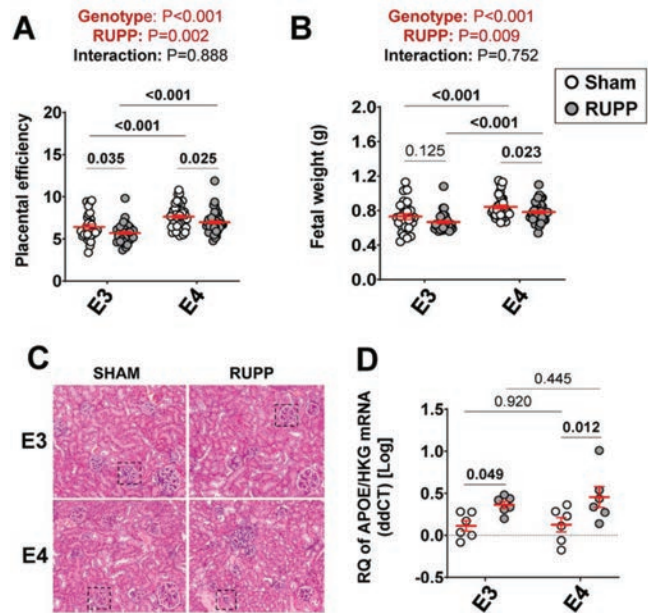 A
Genotype: P<0.001
RUPP: P=0.002
Interaction: P=0.888
<0.001
<0.001
0.035
0.025
Placental efficiency
20
15
10
5
0
E3
E4
B
Genotype: P<0.001
RUPP: P=0.009
Interaction: P=0.752
<0.001
<0.001
0.125
0.023
Fetal weight (g)
2.0
1.6
1.2
0.8
0.4
0.0
E3
E4
Sham
RUPP
C
SHAM
RUPP
E3
E4
D
0.445
0.920
0.012
0.049
RQ of APOE/HKG mRNA
(ddCT) [Log]
1.5
1.0
0.5
0.0
-0.5
E3
E4